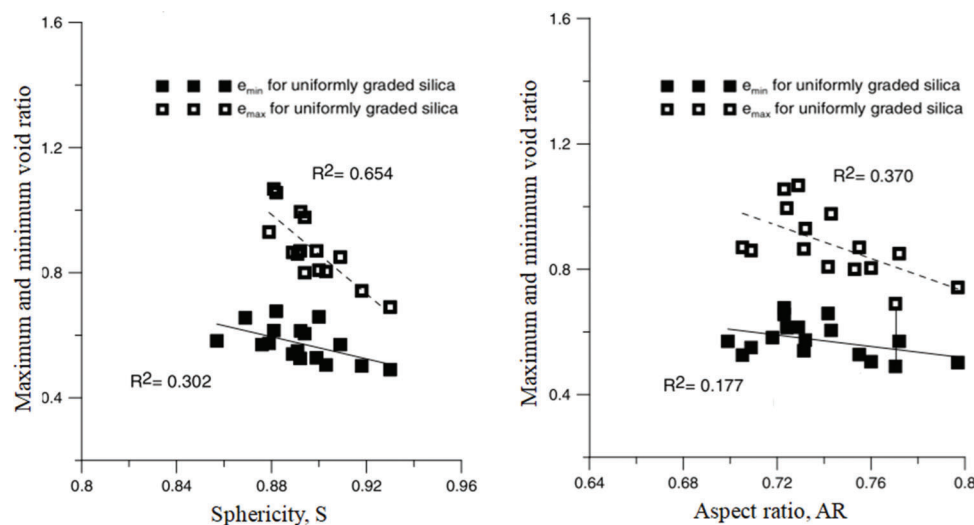 1.6
1.2
0.8
0.4
0.8
0.84
0.88
0.92
0.96
Maximum and minimum void ratio
Sphericity, S
emin for uniformly graded silica
emax for uniformly graded silica
R2= 0.654
R2= 0.302
1.6
1.2
0.8
0.4
0.64
0.68
0.72
0.76
0.8
Maximum and minimum void ratio
Aspect ratio, AR
emin for uniformly graded silica
emax for uniformly graded silica
R2= 0.370
R2= 0.177